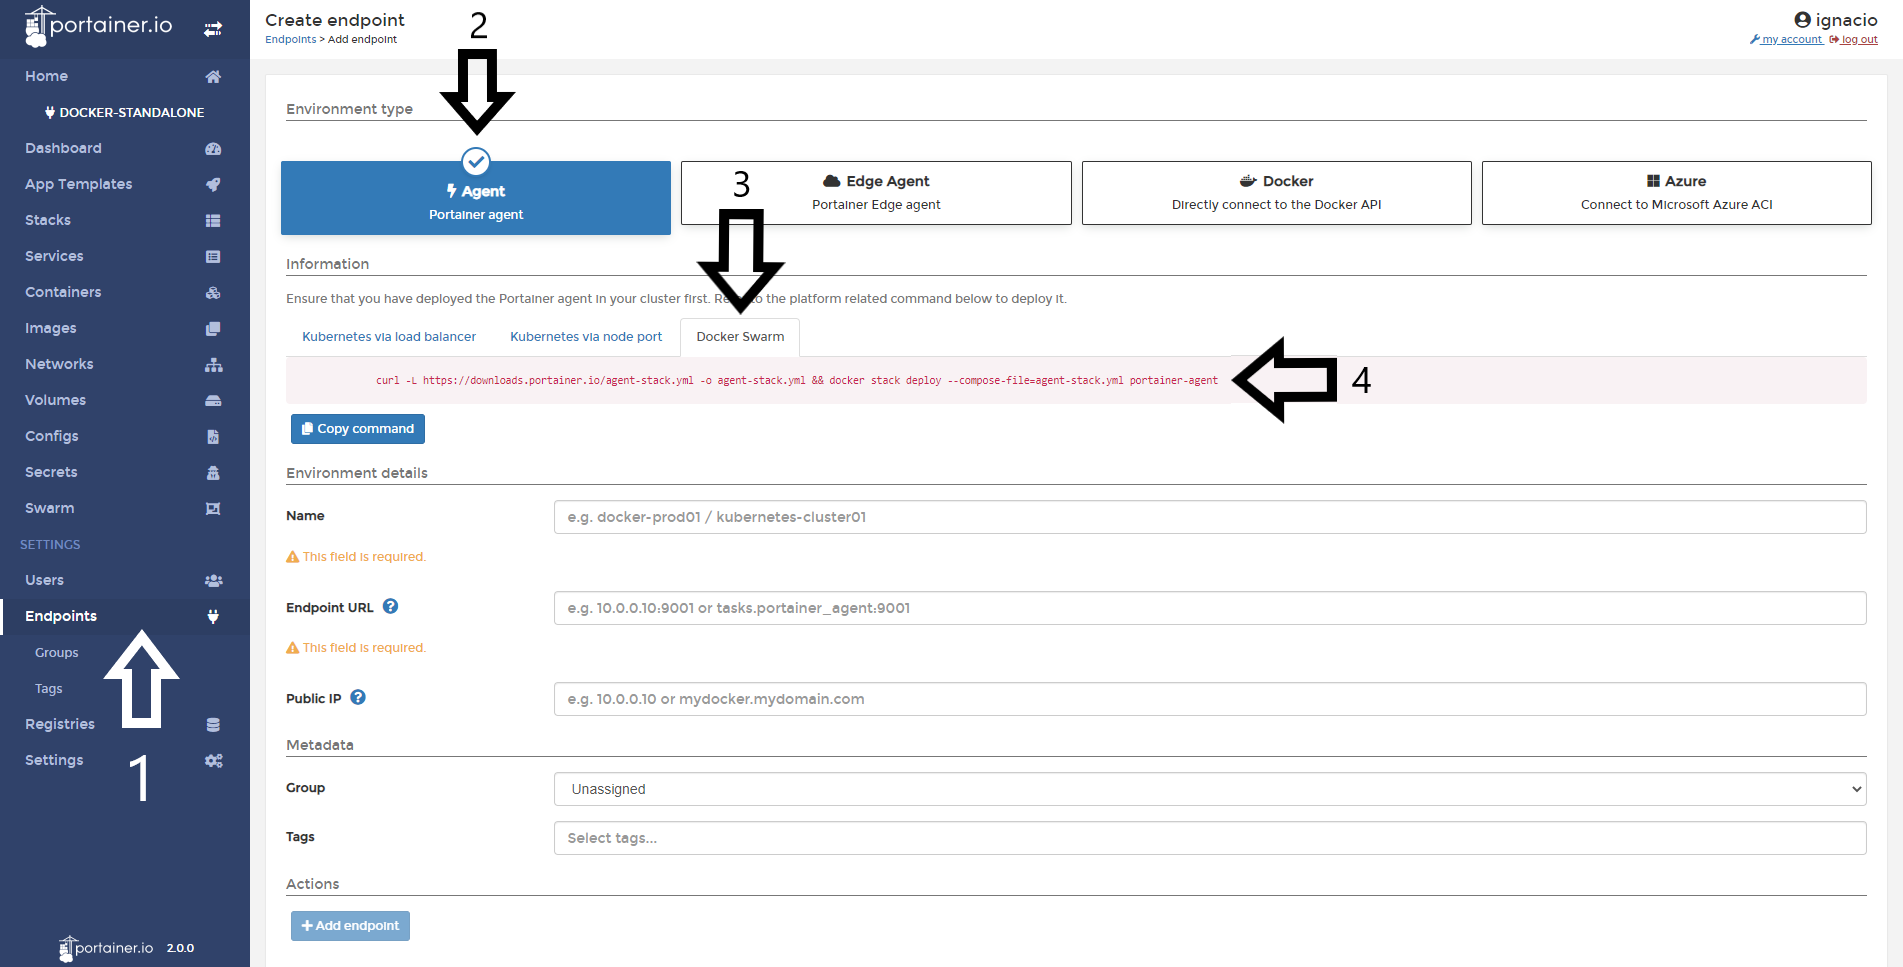 portainer.io
Home
DOCKER-STANDALONE
Dashboard
App Templates
Stacks
Services
Containers
Images
Networks
Volumes
Configs
Secrets
Swarm
SETTINGS
Users
Endpoints
Groups
Tags
Registries
Settings
1
portainer.io 2.0.0
Create endpoint
Endpoints > Add endpoint
ignacio
my account log out
2
Environment type
Agent
Portainer agent
Edge Agent
Portainer Edge agent
Docker
Directly connect to the Docker API
Azure
Connect to Microsoft Azure ACI
3
Information
Ensure that you have deployed the Portainer agent in your cluster first. Re to the platform related command below to deploy it.
Kubernetes via load balancer Kubernetes via node port Docker Swarm
curl -L https://downloads.portainer.io/agent-stack.yml -o agent-stack.yml && docker stack deploy --compose-file=agent-stack.yml portainer-agent
4
Copy command
Environment details
Name e.g. docker-prod01 / kubernetes-cluster01
This field is required.
Endpoint URL e.g. 10.0.0.10:9001 or tasks.portainer_agent:9001
This field is required.
Public IP e.g. 10.0.0.10 or mydocker.mydomain.com
Metadata
Group Unassigned
Tags Select tags...
Actions
+ Add endpoint